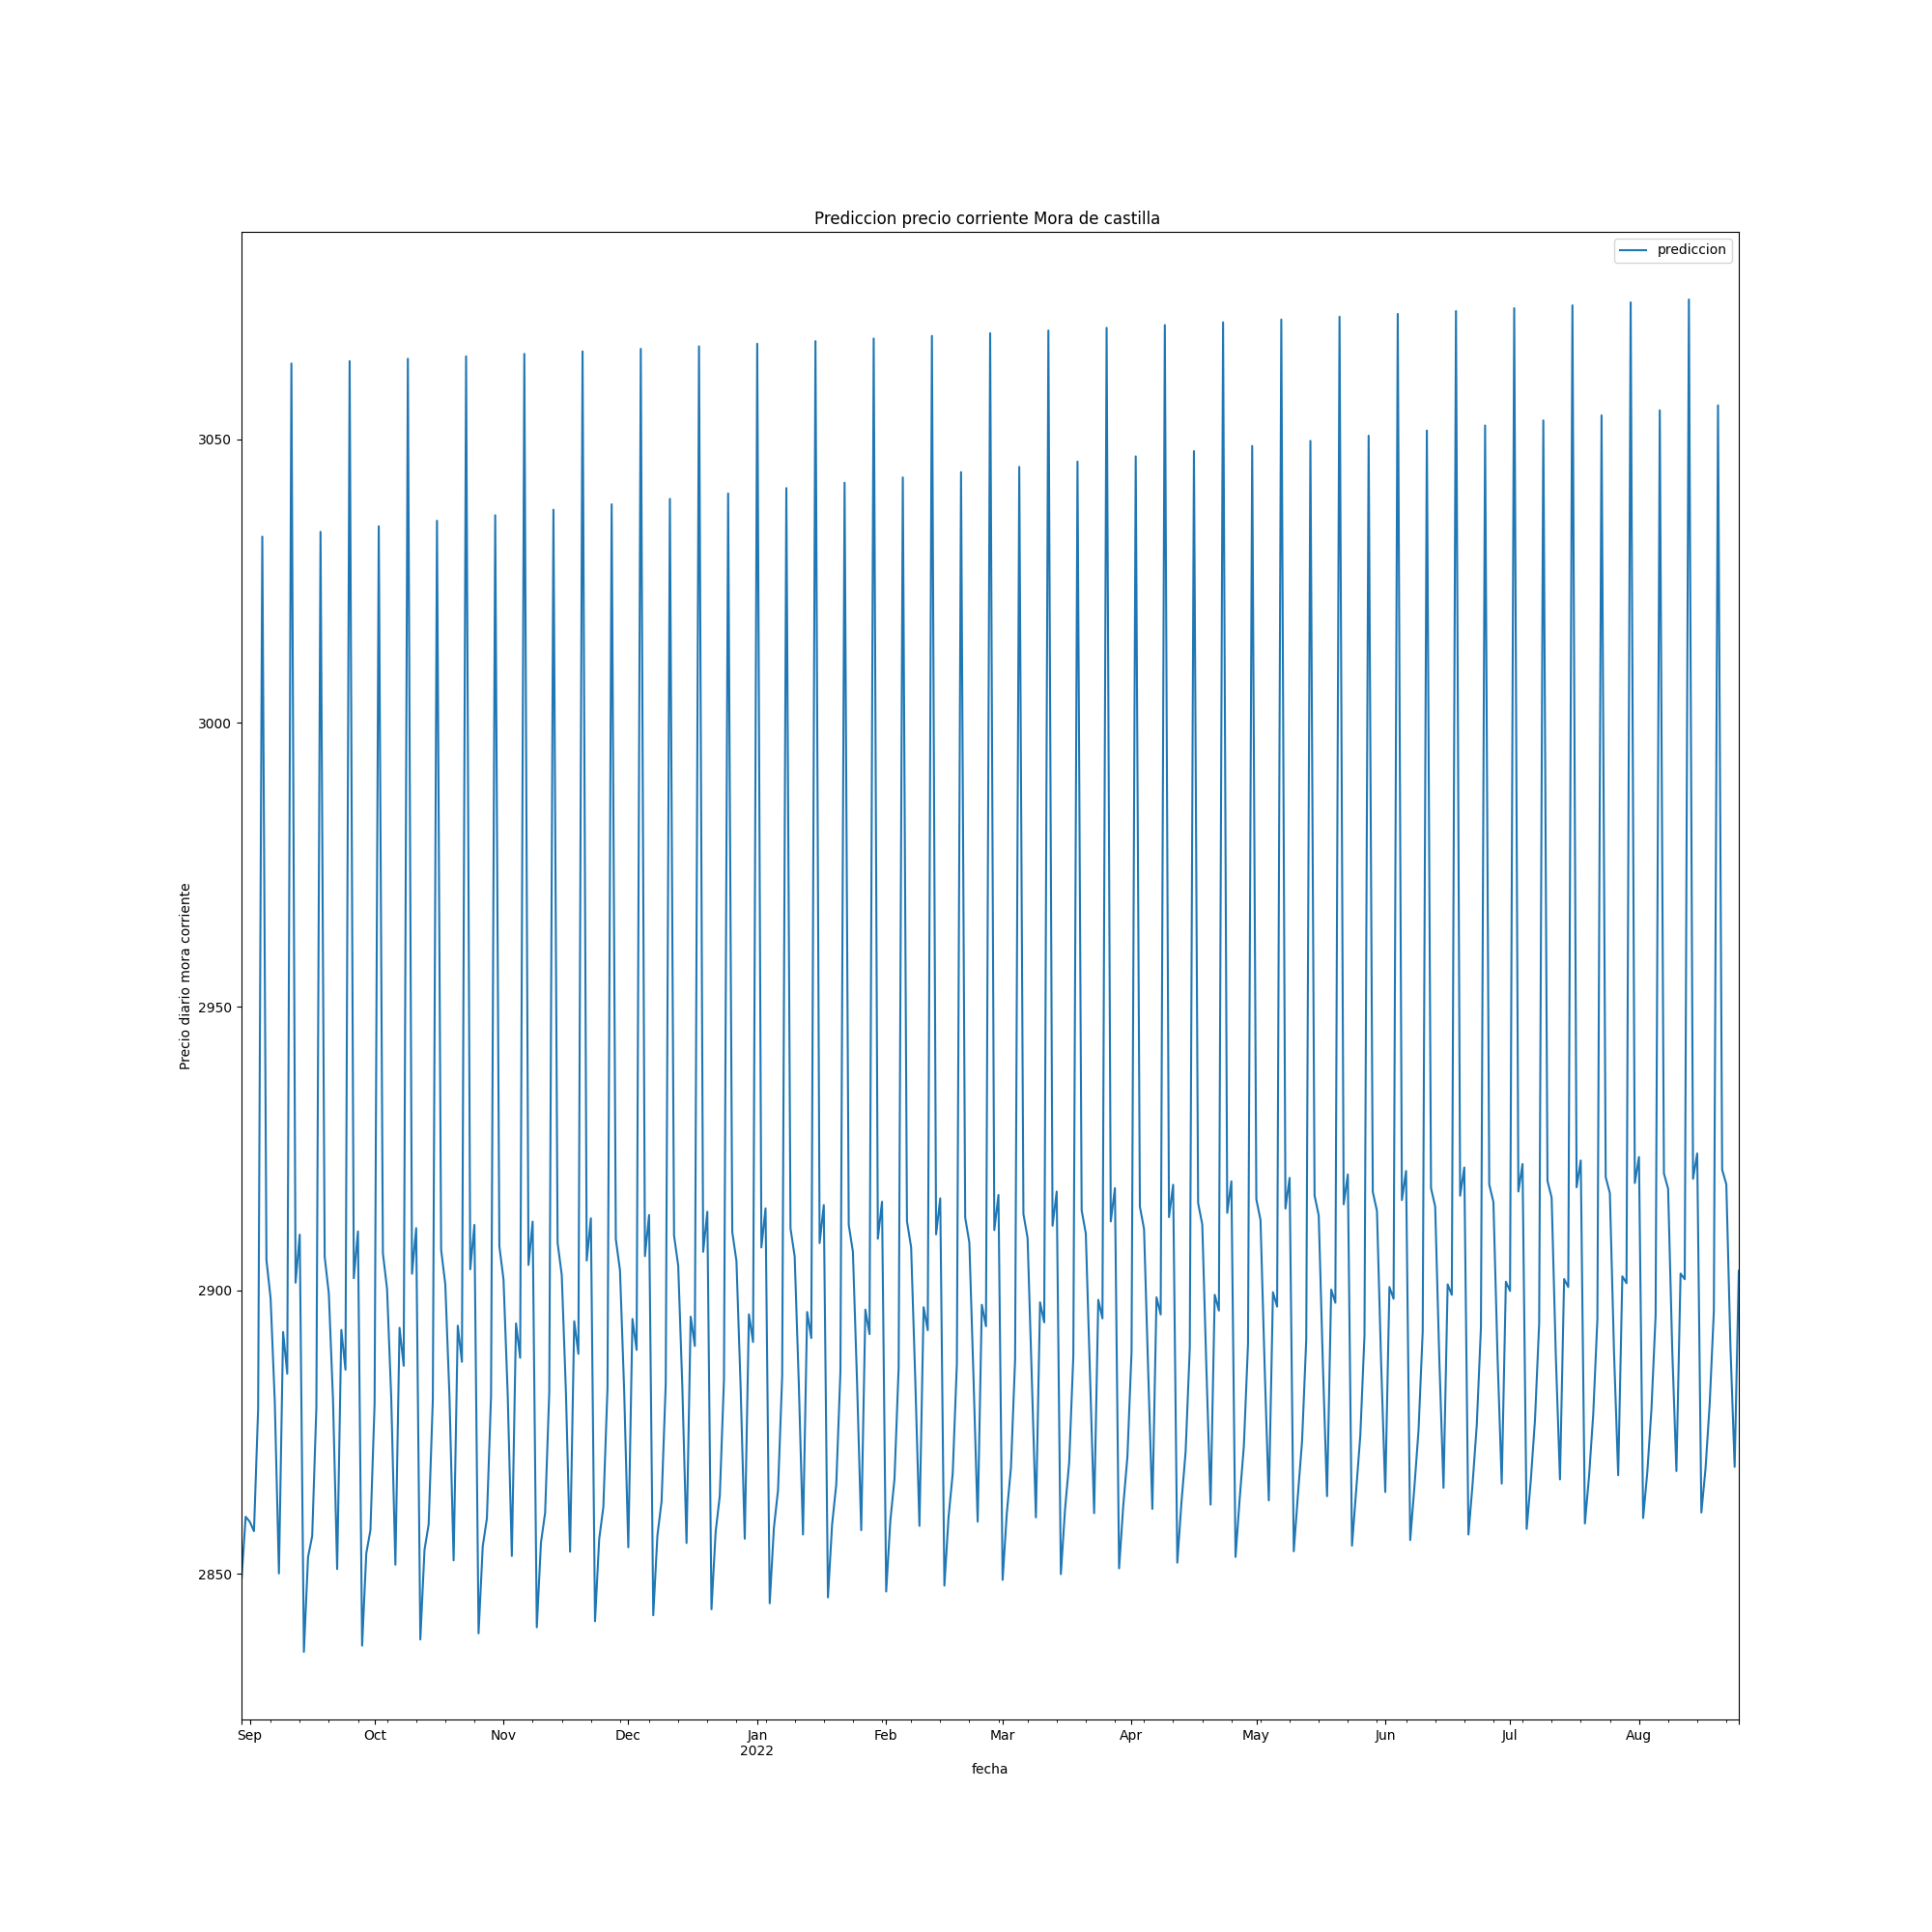 Prediccion precio corriente Mora de castilla
prediccion
3050
3000
2950
2900
2850
Precio diario mora corriente
Sep Oct Nov Dec Jan Feb Mar Apr May Jun Jul Aug
2022
fecha